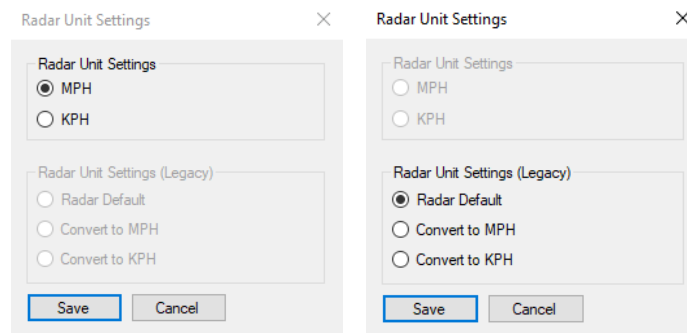 Radar Unit Settings
Radar Unit Settings
MPH
KPH
Radar Unit Settings (Legacy)
Radar Default
Convert to MPH
Convert to KPH
Save Cancel
Radar Unit Settings
Radar Unit Settings
MPH
KPH
Radar Unit Settings (Legacy)
Radar Default
Convert to MPH
Convert to KPH
Save Cancel